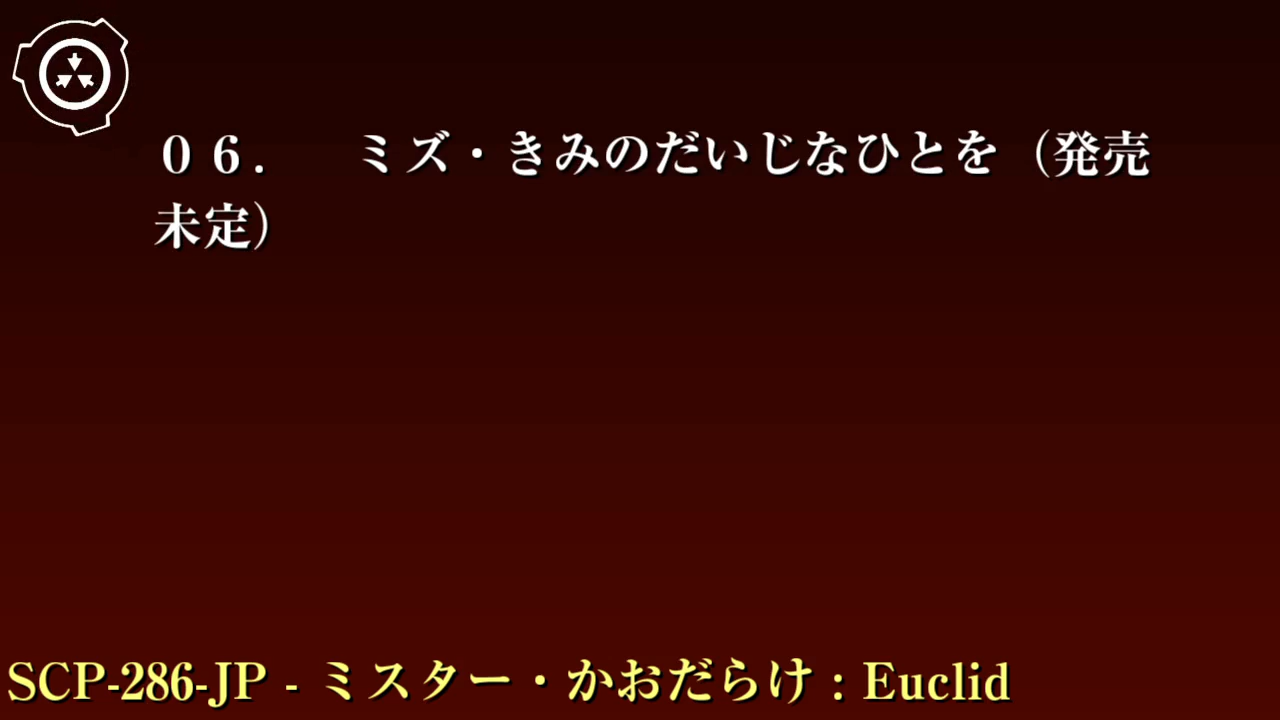 ０６．　ミズ・きみのだいじなひとを（発売
未定）
SCP-286-JP - ミスター・かおだらけ : Euclid